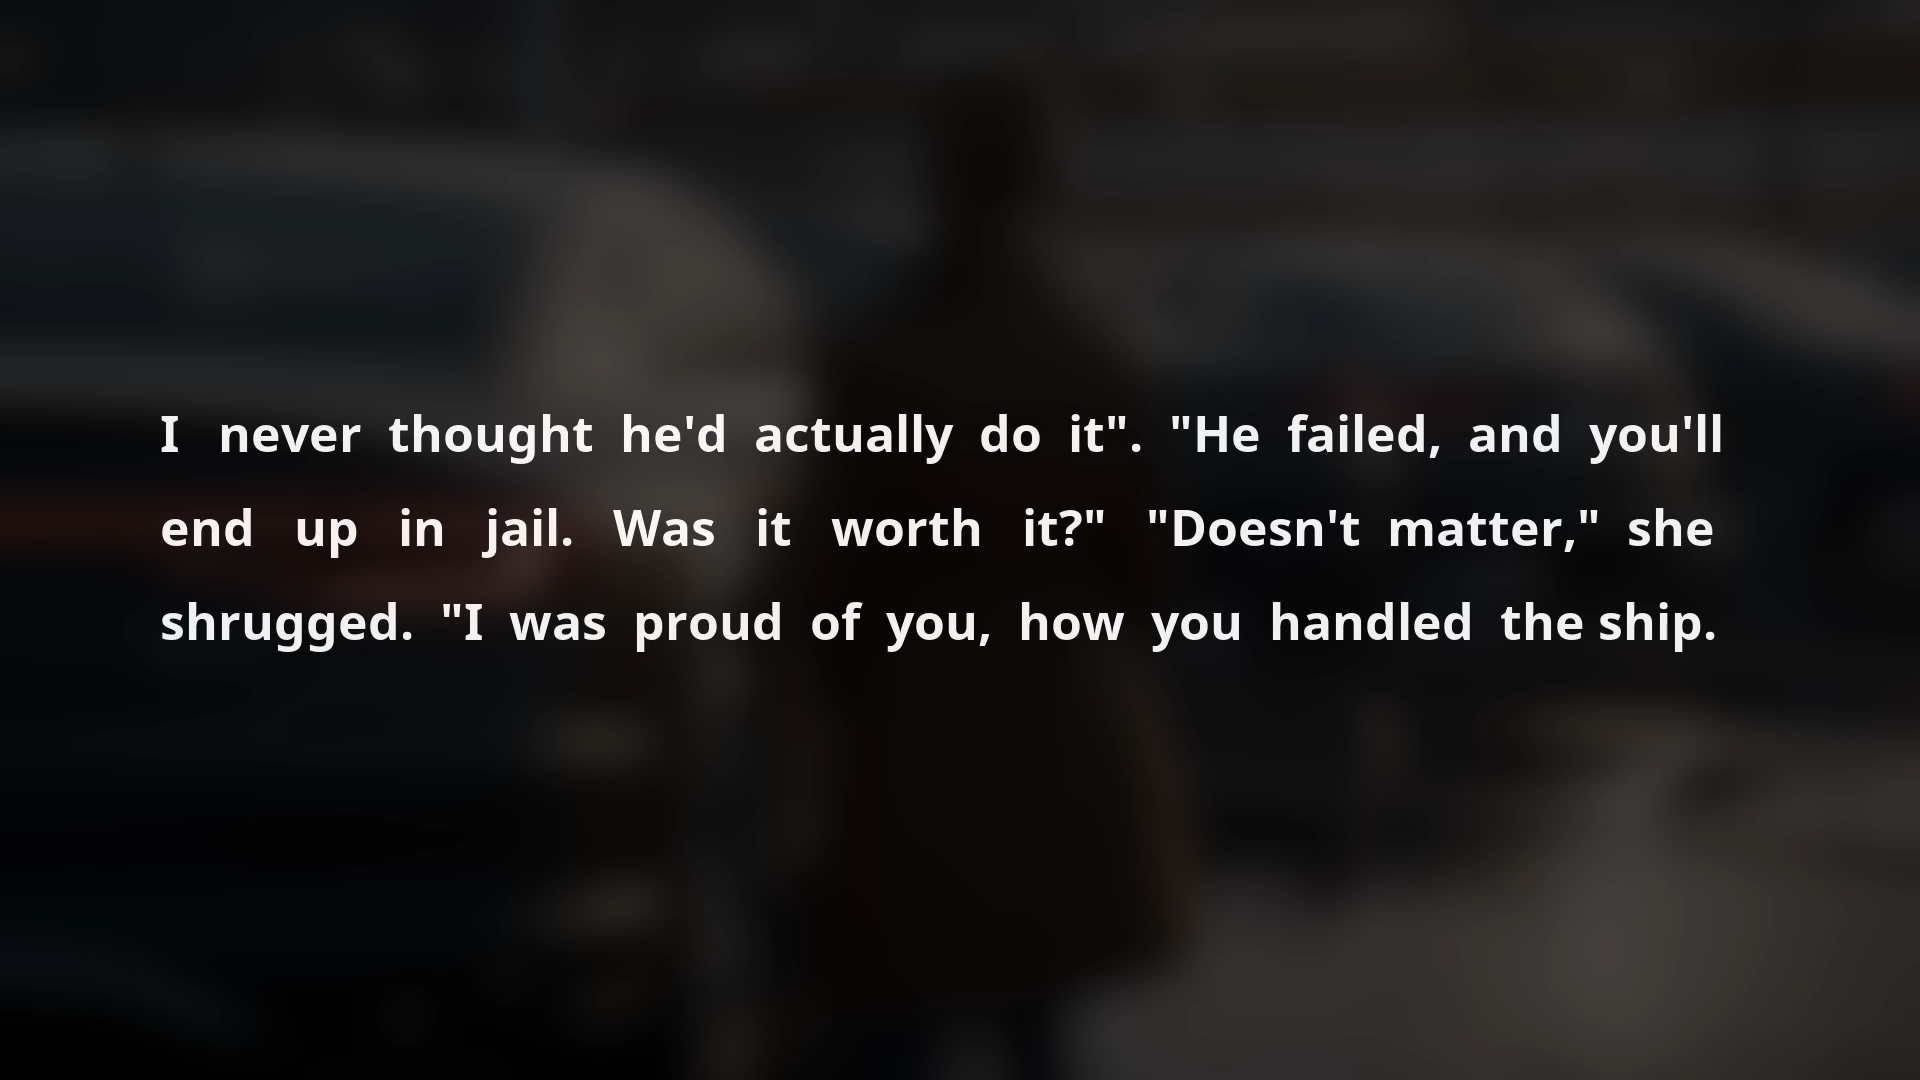 I never thought he'd actually do it". "He failed, and you'll
end up in jail. Was it worth it?" "Doesn't matter," she
shrugged. "I was proud of you, how you handled the ship.